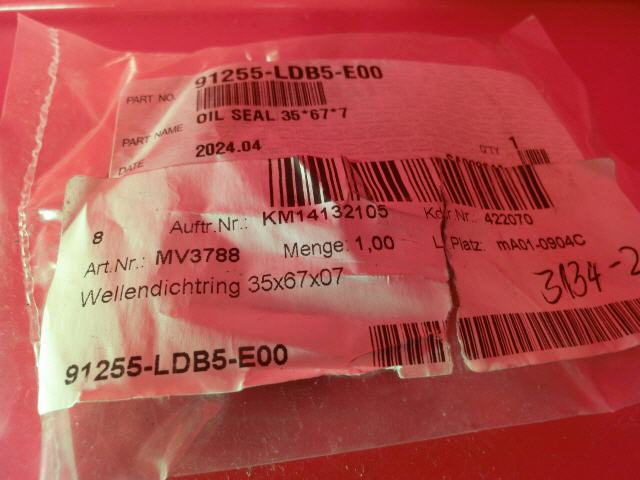 PART NO. 91255-LDB5-E00
PART NAME OIL SEAL 35*67*7
DATE 2024.04 Q'TY 1
8 Auftr.Nr.: KM14132105 Kd.Nr.: 422070
Art.Nr.: MV3788 Menge: 1,00 L. Platz: mA01-0904C
Wellendichtring 35x67x07
3134-2
91255-LDB5-E00